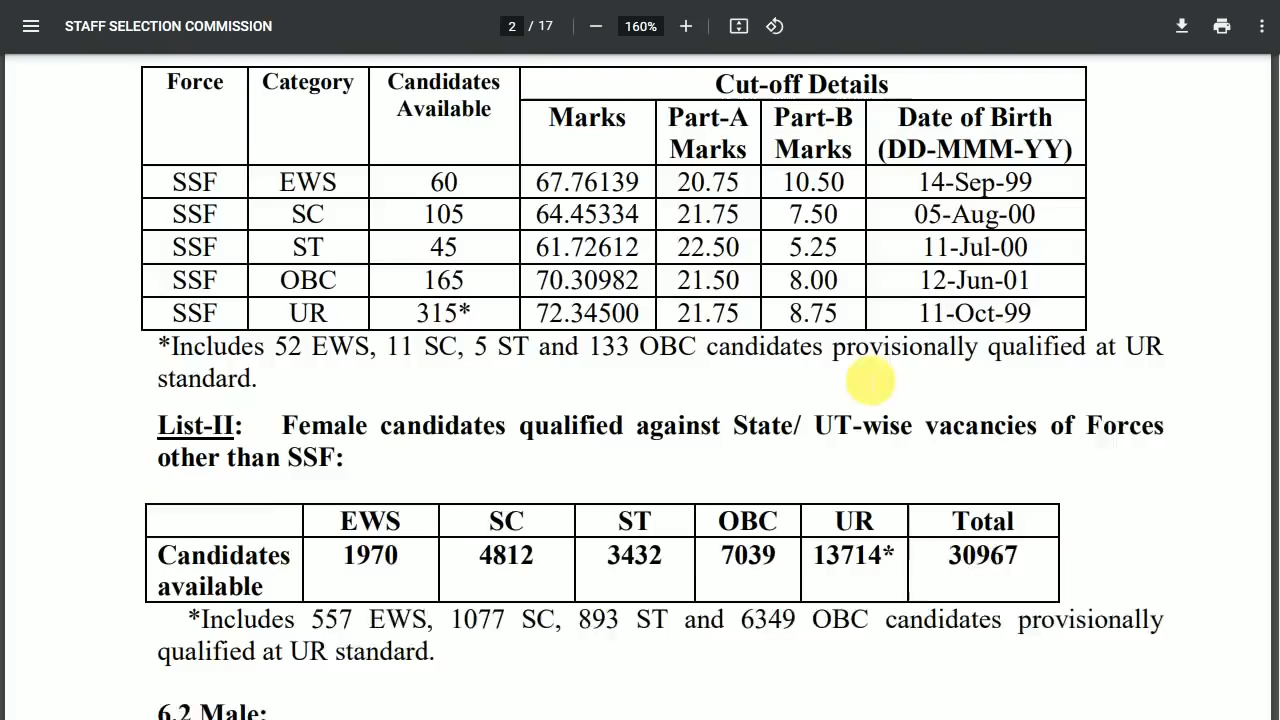 STAFF SELECTION COMMISSION 2 / 17 160%
Force Category Candidates Available Cut-off Details
Marks Part-A Marks Part-B Marks Date of Birth (DD-MMM-YY)
SSF EWS 60 67.76139 20.75 10.50 14-Sep-99
SSF SC 105 64.45334 21.75 7.50 05-Aug-00
SSF ST 45 61.72612 22.50 5.25 11-Jul-00
SSF OBC 165 70.30982 21.50 8.00 12-Jun-01
SSF UR 315* 72.34500 21.75 8.75 11-Oct-99
*Includes 52 EWS, 11 SC, 5 ST and 133 OBC candidates provisionally qualified at UR
standard.
List-II: Female candidates qualified against State/ UT-wise vacancies of Forces
other than SSF:
EWS SC ST OBC UR Total
Candidates available 1970 4812 3432 7039 13714* 30967
*Includes 557 EWS, 1077 SC, 893 ST and 6349 OBC candidates provisionally
qualified at UR standard.
6.2 Male: